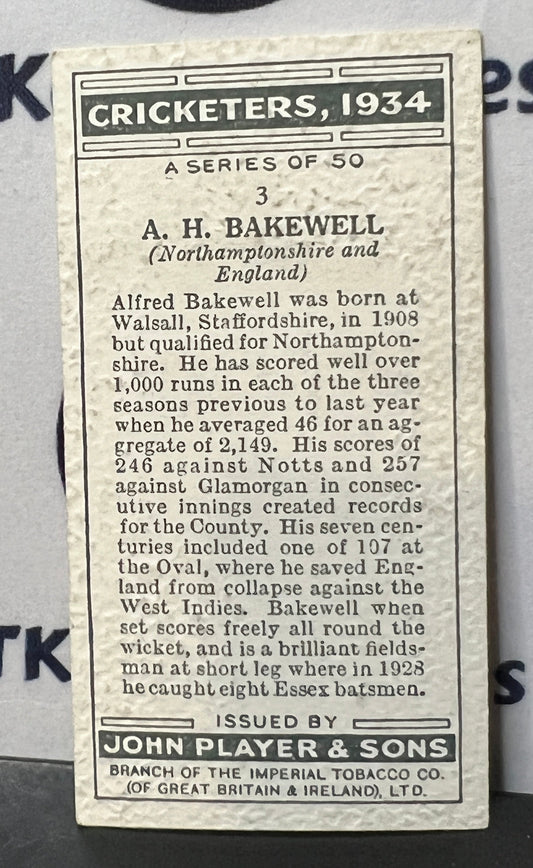 CRICKETERS, 1934
A SERIES OF 50
3
A. H. BAKEWELL
(Northamptonshire and
England)
Alfred Bakewell was born at
Walsall, Staffordshire, in 1908
but qualified for Northampton-
shire. He has scored well over
1,000 runs in each of the three
seasons previous to last year
when he averaged 46 for an ag-
gregate of 2,149. His scores of
246 against Notts and 257
against Glamorgan in consec-
utive innings created records
for the County. His seven cen-
turies included one of 107 at
the Oval, where he saved Eng-
land from collapse against the
West Indies. Bakewell when
set scores freely all round the
wicket, and is a brilliant fields-
man at short leg where in 1928
he caught eight Essex batsmen.
ISSUED BY
JOHN PLAYER & SONS
BRANCH OF THE IMPERIAL TOBACCO CO.
(OF GREAT BRITAIN & IRELAND), LTD.